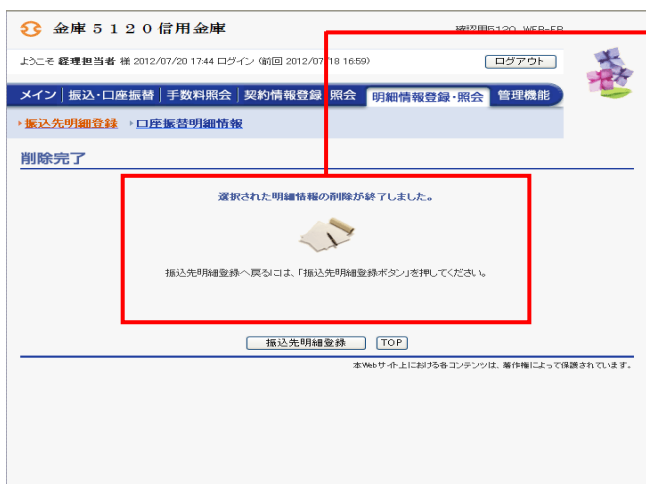 金庫５１２０信用金庫
確認用5120 WEB-FB
ようこそ 経理担当者 様 2012/07/20 17:44 ログイン (前回 2012/07/18 16:59)
ログアウト
メイン 振込・口座振替 手数料照会 契約情報登録・照会 明細情報登録・照会 管理機能
振込先明細登録 口座振替明細情報
削除完了
選択された明細情報の削除が終了しました。
振込先明細登録へ戻るには、「振込先明細登録ボタン」を押してください。
振込先明細登録 TOP
本Webサイト上における各コンテンツは、著作権によって保護されています。